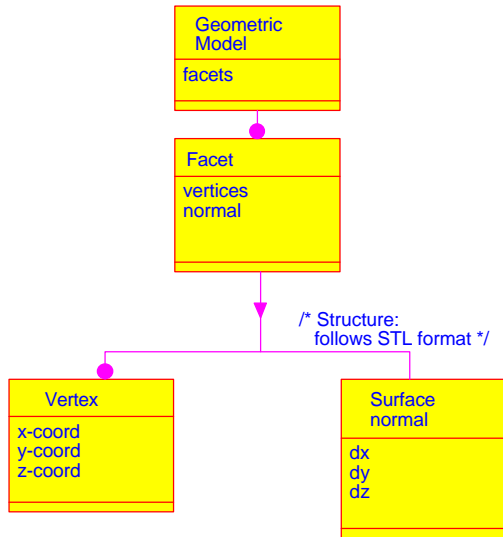 Geometric
Model
facets
Facet
vertices
normal
/* Structure:
follows STL format */
Vertex
x-coord
y-coord
z-coord
Surface
normal
dx
dy
dz